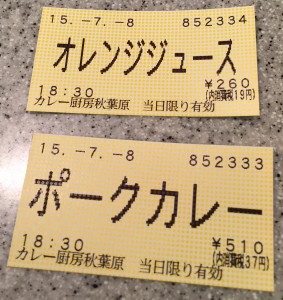 15.-7.-8 852334
オレンジジュース
¥260
18:30 (内消費税19円)
カレー厨房秋葉原 当日限り有効
15.-7.-8 852333
ポークカレー
¥510
18:30 (内消費税37円)
カレー厨房秋葉原 当日限り有効